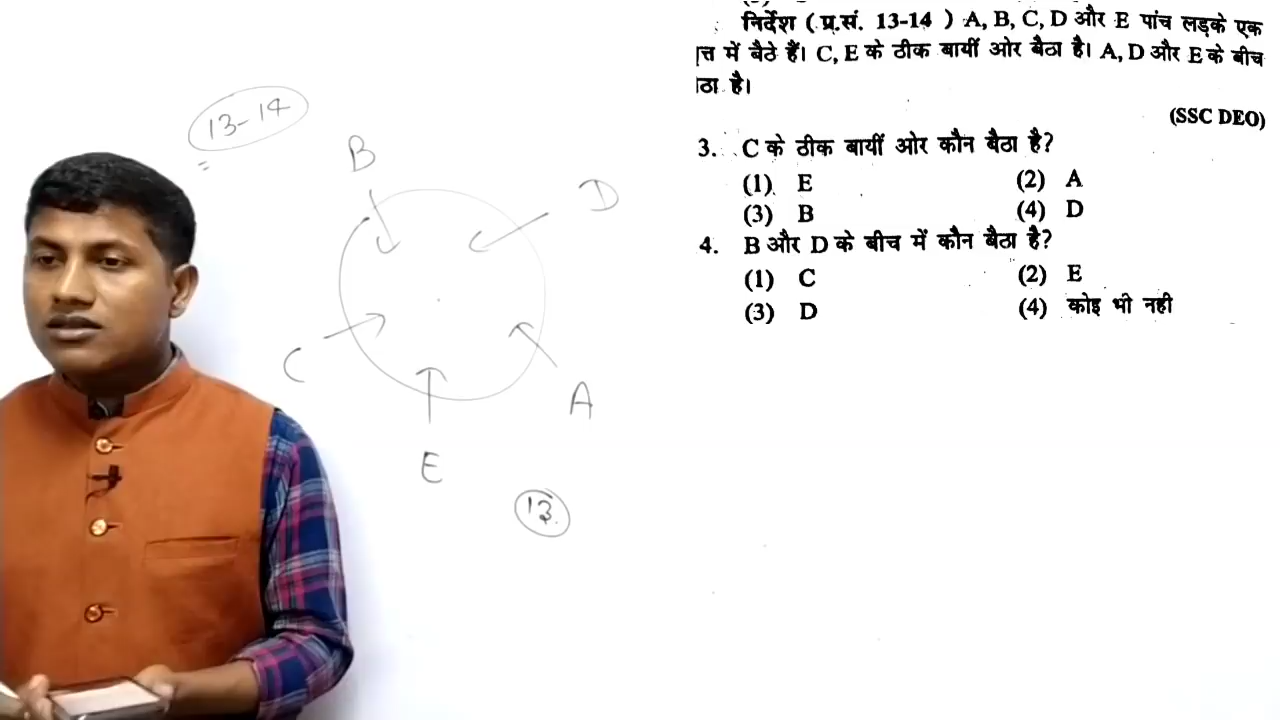 निर्देश ( प्र.सं. 13-14 ) A, B, C, D और E पांच लड़के एक
त्त में बैठे हैं। C, E के ठीक बायीं ओर बैठा है। A, D और E के बीच
ठा है।
(SSC DEO)
3. C के ठीक बायीं ओर कौन बैठा है?
(1) E (2) A
(3) B (4) D
4. B और D के बीच में कौन बैठा है?
(1) C (2) E
(3) D (4) कोइ भी नही
13-14
B
D
C
A
E
13.